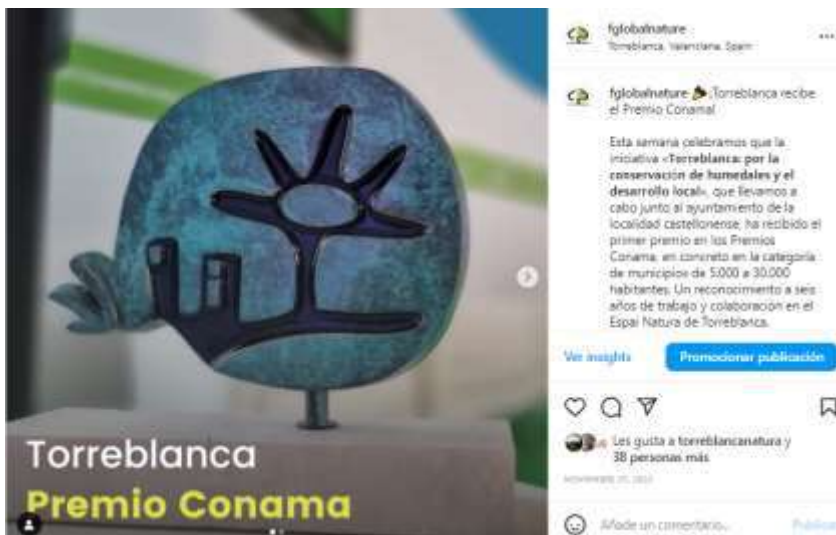 fglobalnature
Torreblanca, Valenciana, Spain
fglobalnature ¡Torreblanca recibe
el Premio Conama!
Esta semana celebramos que la
iniciativa «Torreblanca: por la
conservación de humedales y el
desarrollo local», que llevamos a
cabo junto al ayuntamiento de la
localidad castellonense, ha recibido el
primer premio en los Premios
Conama, en concreto en la categoría
de municipios de 5.000 a 30.000
habitantes. Un reconocimiento a seis
años de trabajo y colaboración en el
Espai Natura de Torreblanca.
Ver insights
Promocionar publicación
Les gusta a torreblancanatura y
38 personas más
Añade un comentario...
Publicar
Torreblanca
Premio Conama